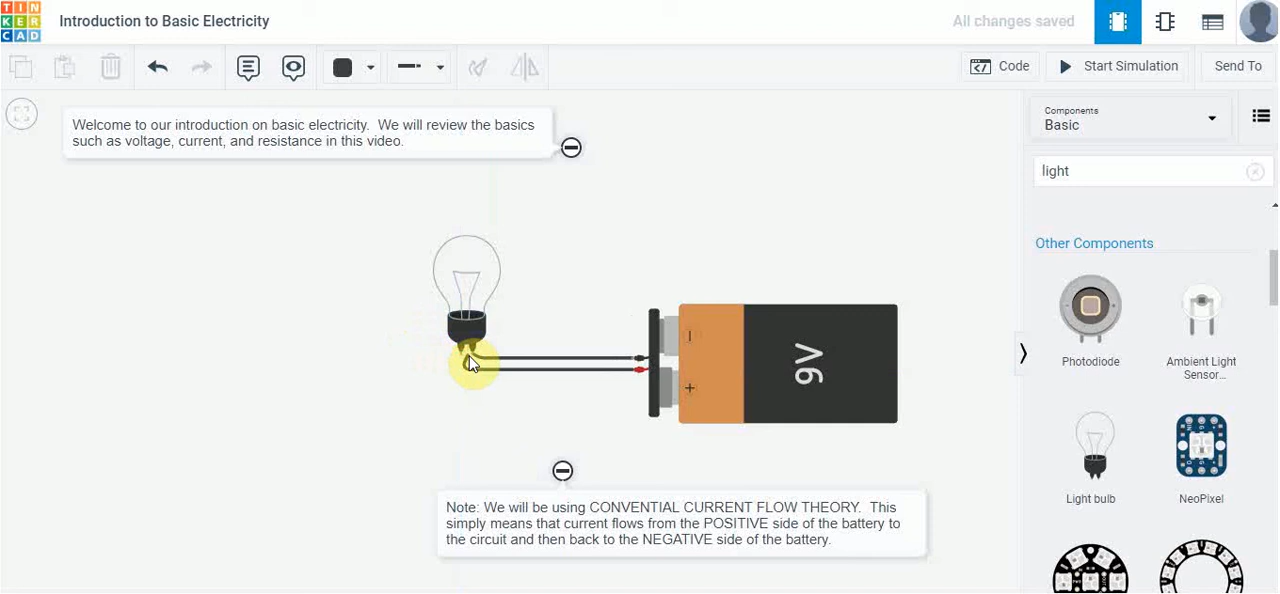 TIN
KER
CAD
Introduction to Basic Electricity
All changes saved
Code
Start Simulation
Send To
Welcome to our introduction on basic electricity.  We will review the basics
such as voltage, current, and resistance in this video.
Components
Basic
light
Other Components
Photodiode
Ambient Light
Sensor...
Light bulb
NeoPixel
9V
-
+
Note: We will be using CONVENTIAL CURRENT FLOW THEORY.  This
simply means that current flows from the POSITIVE side of the battery to
the circuit and then back to the NEGATIVE side of the battery.